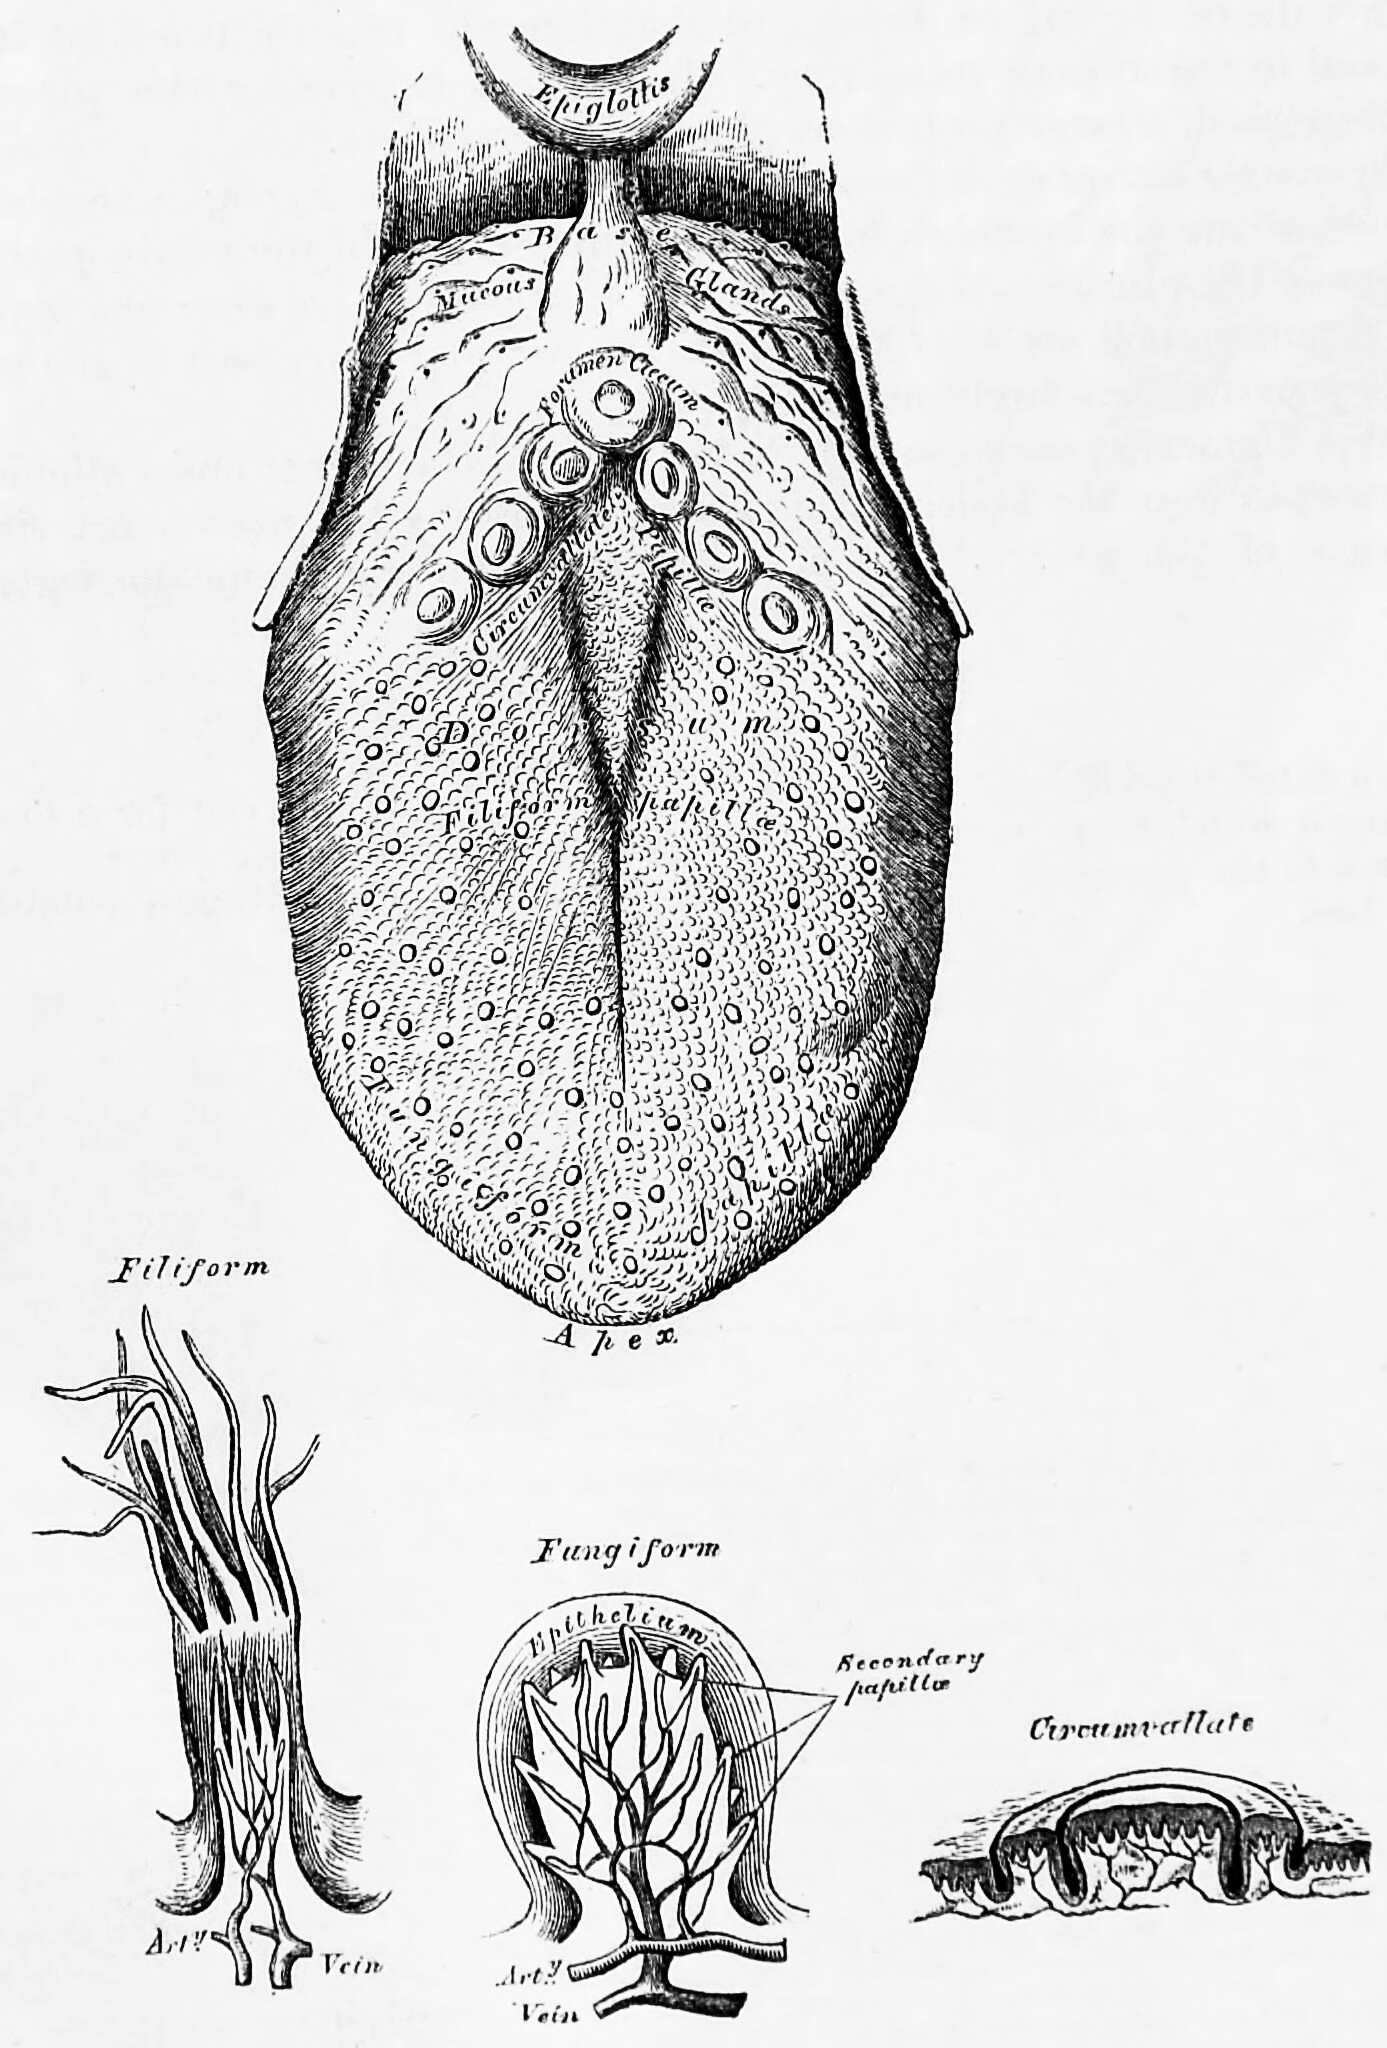 Epiglottis
Base
Mucous Glands
Foramen Cæcum
Circumvallate Papillæ
Dorsum
Filiform papillæ
Fungiform papillæ
Apex.
Filiform
Art.y
Vein
Fungiform
Epithelium
Secondary
papillæ
Art.y
Vein
Circumvallate